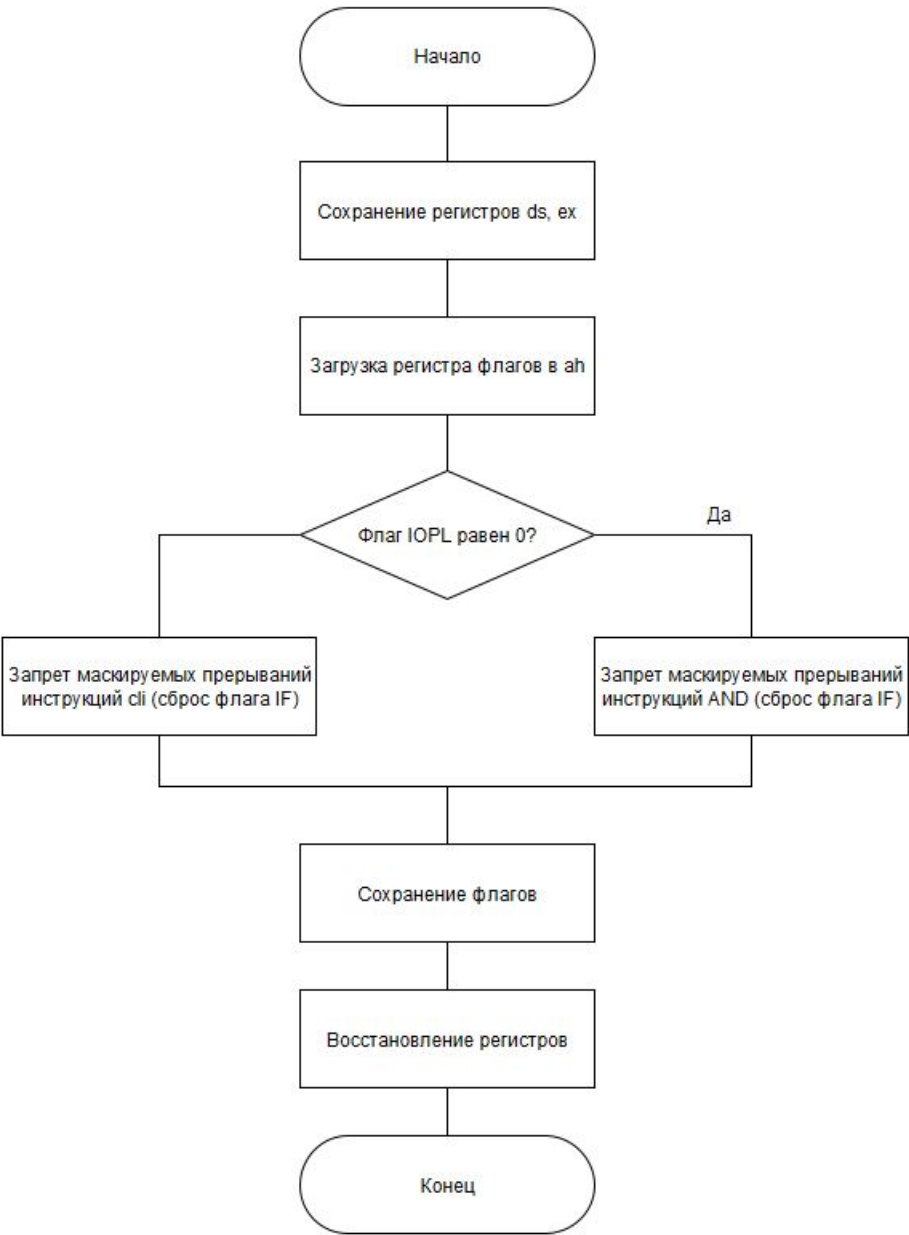 Начало
Сохранение регистров ds, ex
Загрузка регистра флагов в ah
Флаг IOPL равен 0?
Да
Запрет маскируемых прерываний
инструкций cli (сброс флага IF)
Запрет маскируемых прерываний
инструкций AND (сброс флага IF)
Сохранение флагов
Восстановление регистров
Конец